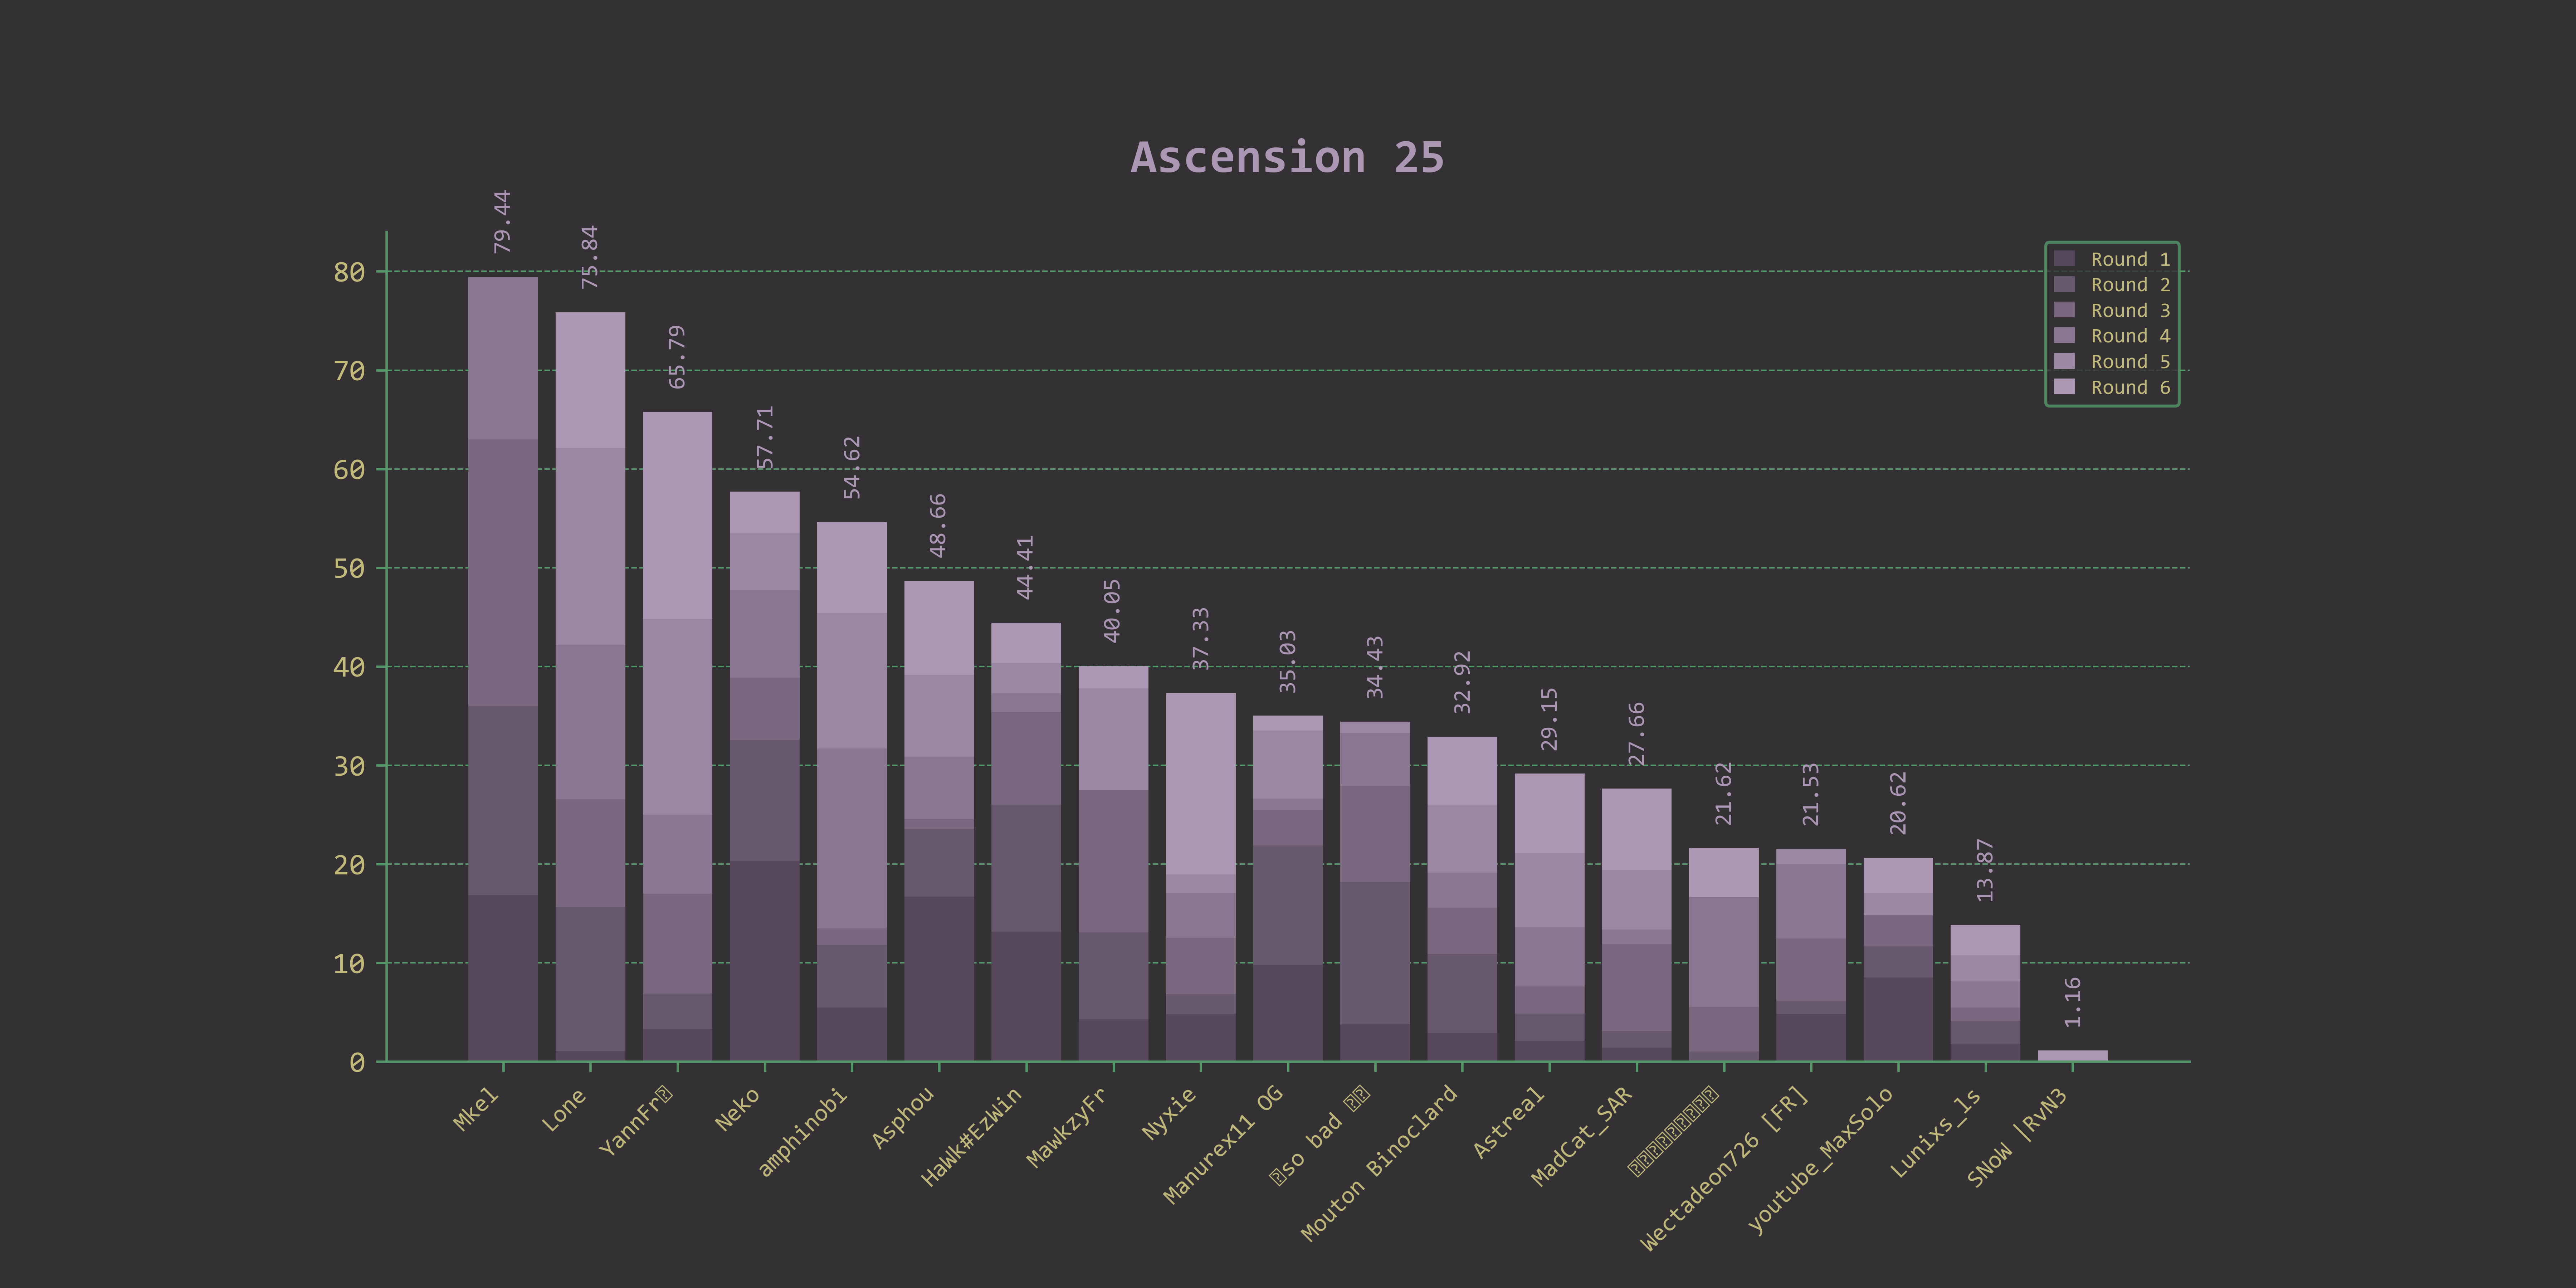 Ascension 25
79.44
75.84
65.79
57.71
54.62
48.66
44.41
40.05
37.33
35.03
34.43
32.92
29.15
27.66
21.62
21.53
20.62
13.87
1.16
80
70
60
50
40
30
20
10
0
Round 1
Round 2
Round 3
Round 4
Round 5
Round 6
Mkel
Lone
YannFr
Neko
amphinobi
Asphou
HaWk#EzWin
MawkzyFr
Nyxie
Manurex11 OG
so bad
Mouton Binoclard
Astreal
MadCat_SAR
Wectadeon726 [FR]
youtube_MaxSolo
Lunixs_ls
SNoW |RvN3